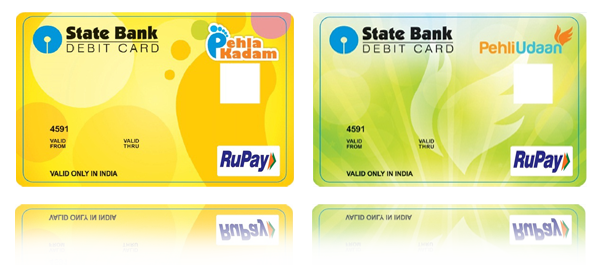 State Bank
DEBIT CARD
Pehla
Kadam
4591
VALID
FROM
VALID
THRU
RuPay
VALID ONLY IN INDIA
State Bank
DEBIT CARD
PehliUdaan
4591
VALID
FROM
VALID
THRU
RuPay
VALID ONLY IN INDIA